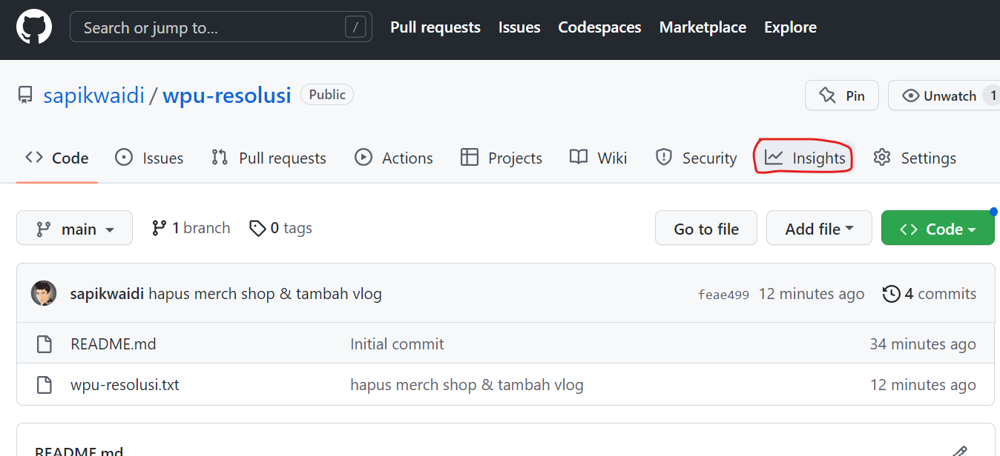 Search or jump to... / Pull requests Issues Codespaces Marketplace Explore
sapikwaidi / wpu-resolusi Public Pin Unwatch 1
Code Issues Pull requests Actions Projects Wiki Security Insights Settings
main 1 branch 0 tags Go to file Add file Code
sapikwaidi hapus merch shop & tambah vlog feae499 12 minutes ago 4 commits
README.md Initial commit 34 minutes ago
wpu-resolusi.txt hapus merch shop & tambah vlog 12 minutes ago
README.md